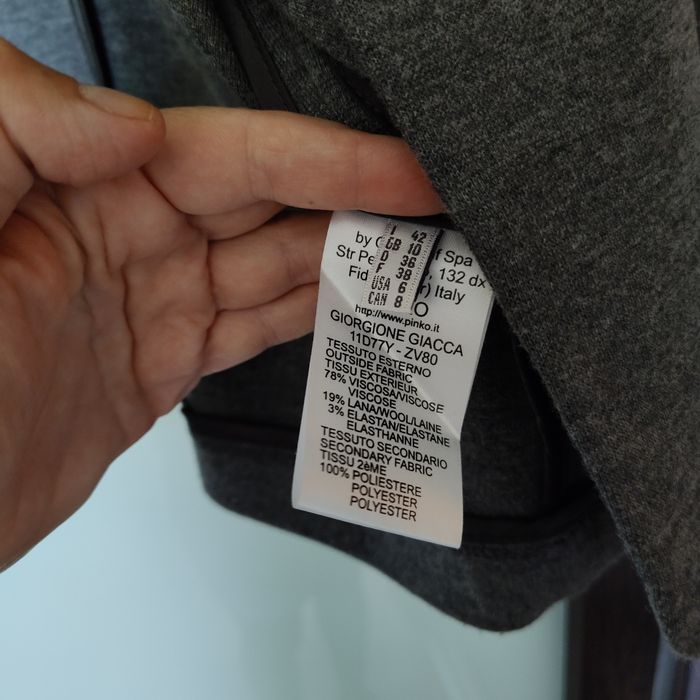 I 42
GB 10
D 36
F 38
USA 6
CAN 8
by
f Spa
Str Pe , 132 dx
Fid r) Italy
O
http://www.pinko.it
GIORGIONE GIACCA
11D77Y - ZV80
TESSUTO ESTERNO
OUTSIDE FABRIC
TISSU EXTERIEUR
78% VISCOSA/VISCOSE
VISCOSE
19% LANA/WOOL/LAINE
3% ELASTAN/ELASTANE
ELASTHANNE
TESSUTO SECONDARIO
SECONDARY FABRIC
TISSU 2èME
100% POLIESTERE
POLYESTER
POLYESTER